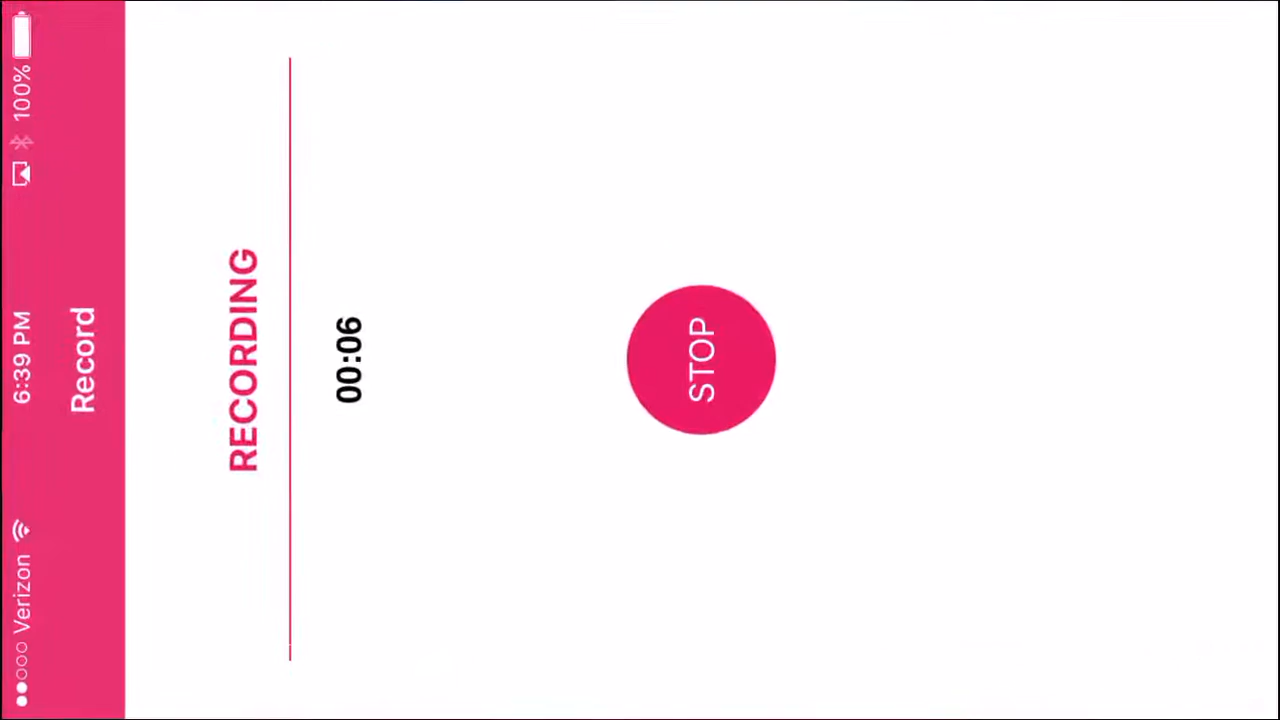 ●●○○○ Verizon 6:39 PM 100%
Record
RECORDING
00:06
STOP